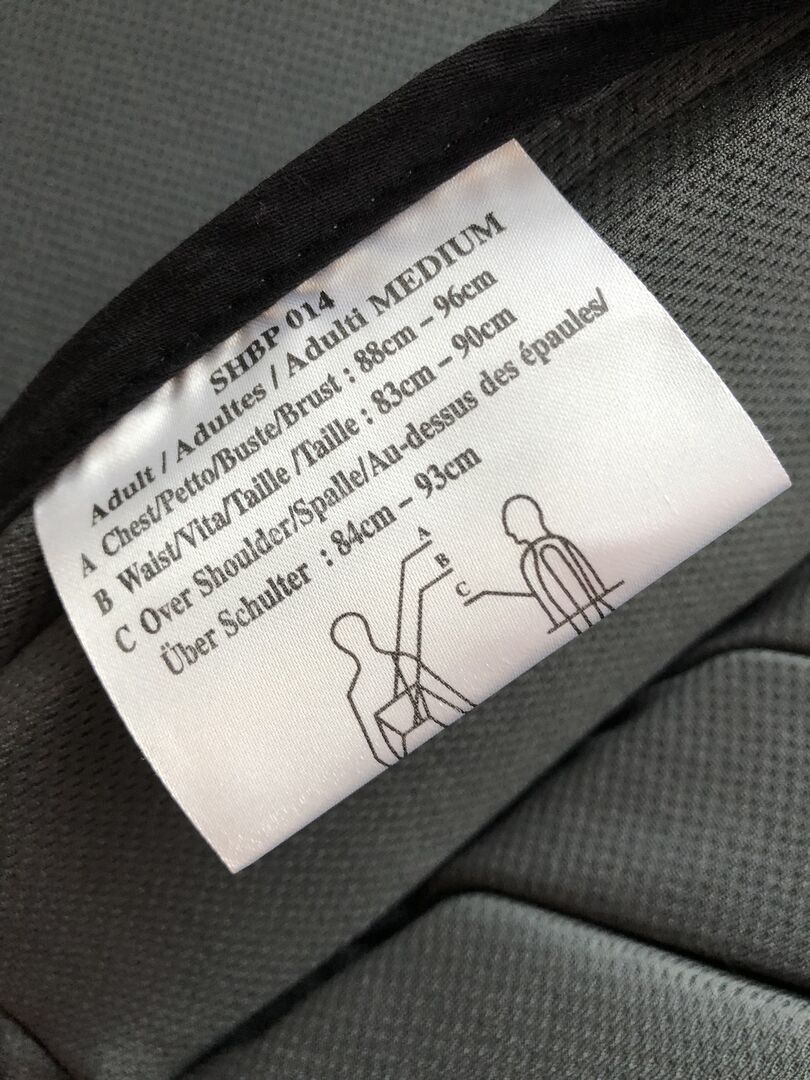 SHBP 014
Adult / Adultes / Adulti MEDIUM
A Chest/Petto/Buste/Brust : 88cm – 96cm
B Waist/Vita/Taille /Taille : 83cm – 90cm
C Over Shoulder/Spalle/Au-dessus des épaules/
Über Schulter : 84cm – 93cm
A
B
C